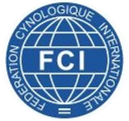 FEDERATION CYNOLOGIQUE INTERNATIONALE
FCI